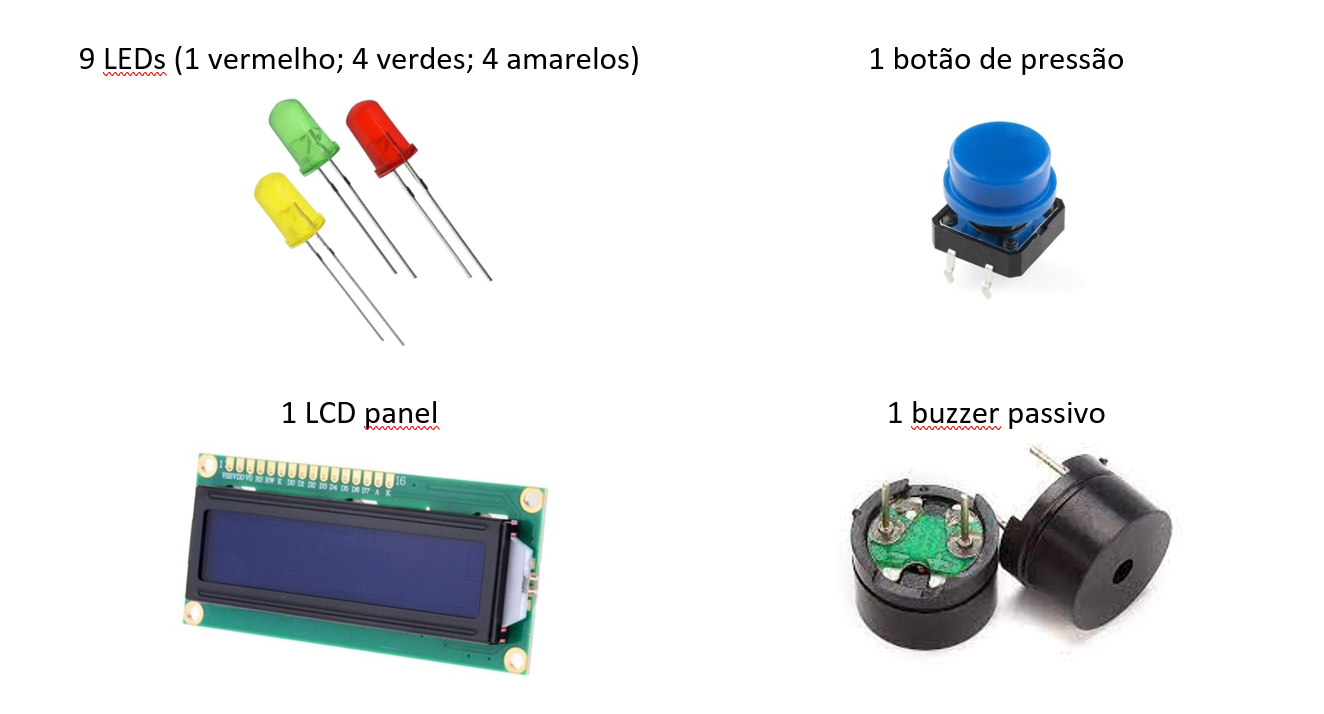 9 LEDs (1 vermelho; 4 verdes; 4 amarelos)
1 botão de pressão
1 LCD panel
1 buzzer passivo
1
16
VSS VDD V0 RS RW E D0 D1 D2 D3 D4 D5 D6 D7 A K